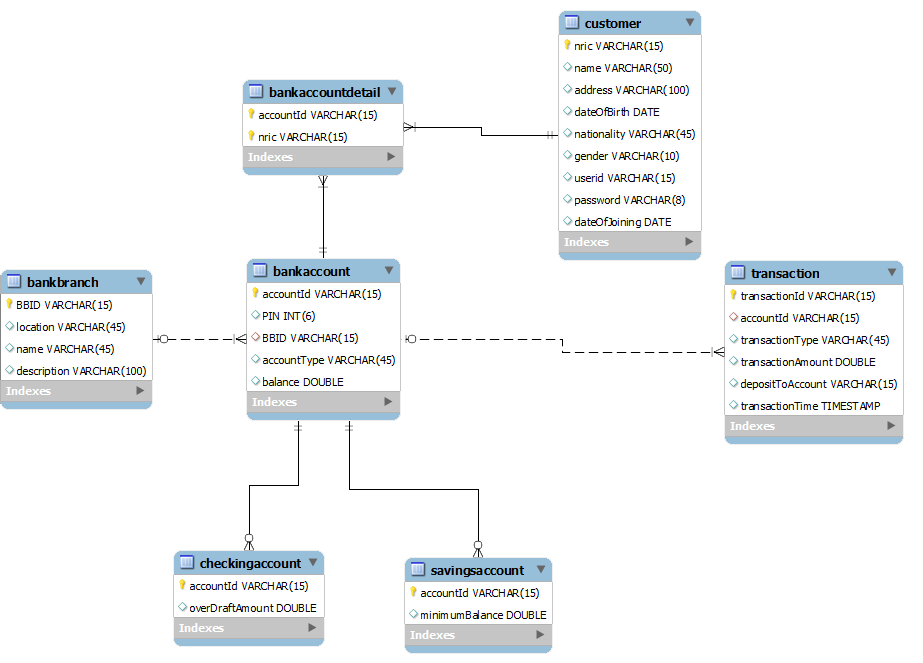 customer
nric VARCHAR(15)
name VARCHAR(50)
address VARCHAR(100)
dateOfBirth DATE
nationality VARCHAR(45)
gender VARCHAR(10)
userid VARCHAR(15)
password VARCHAR(8)
dateOfJoining DATE
Indexes
bankaccountdetail
accountId VARCHAR(15)
nric VARCHAR(15)
Indexes
bankbranch
BBID VARCHAR(15)
location VARCHAR(45)
name VARCHAR(45)
description VARCHAR(100)
Indexes
bankaccount
accountId VARCHAR(15)
PIN INT(6)
BBID VARCHAR(15)
accountType VARCHAR(45)
balance DOUBLE
Indexes
transaction
transactionId VARCHAR(15)
accountId VARCHAR(15)
transactionType VARCHAR(45)
transactionAmount DOUBLE
depositToAccount VARCHAR(15)
transactionTime TIMESTAMP
Indexes
checkingaccount
accountId VARCHAR(15)
overDraftAmount DOUBLE
Indexes
savingsaccount
accountId VARCHAR(15)
minimumBalance DOUBLE
Indexes